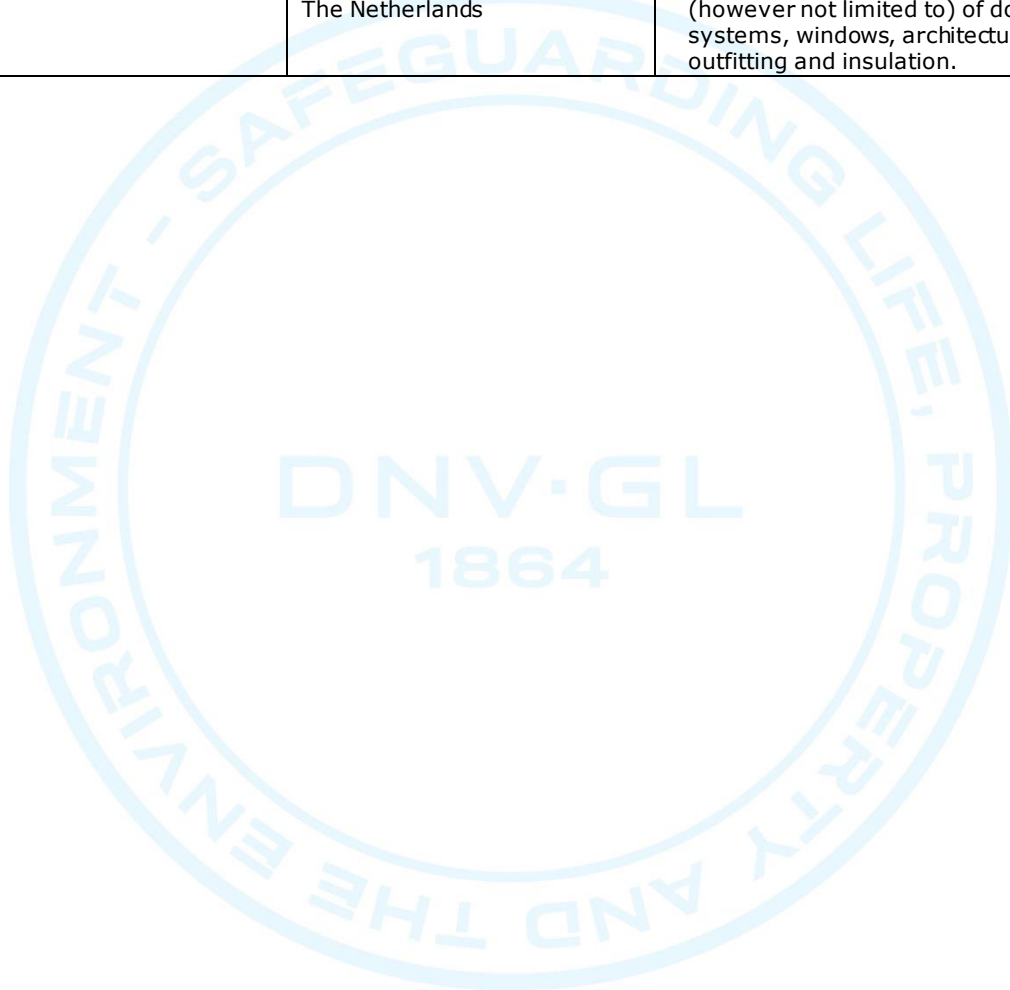 The Netherlands
(however not limited to) of do
systems, windows, architectu
outfitting and insulation.
SAFEGUARDING LIFE, PROPERTY AND THE ENVIRONMENT -
DNV·GL
1864